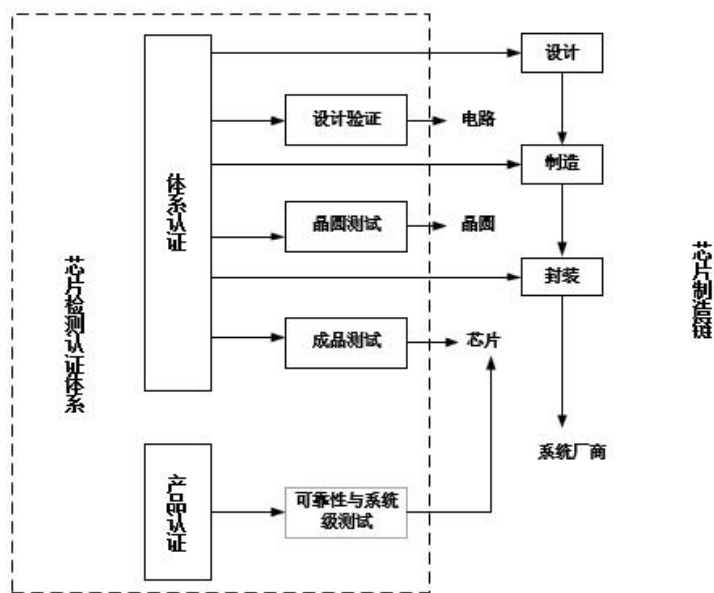 设计
设计验证
电路
制造
体系认证
晶圆测试
晶圆
封装
芯片检测认证体系
芯片制造链
成品测试
芯片
系统厂商
产品认证
可靠性与系统
级测试